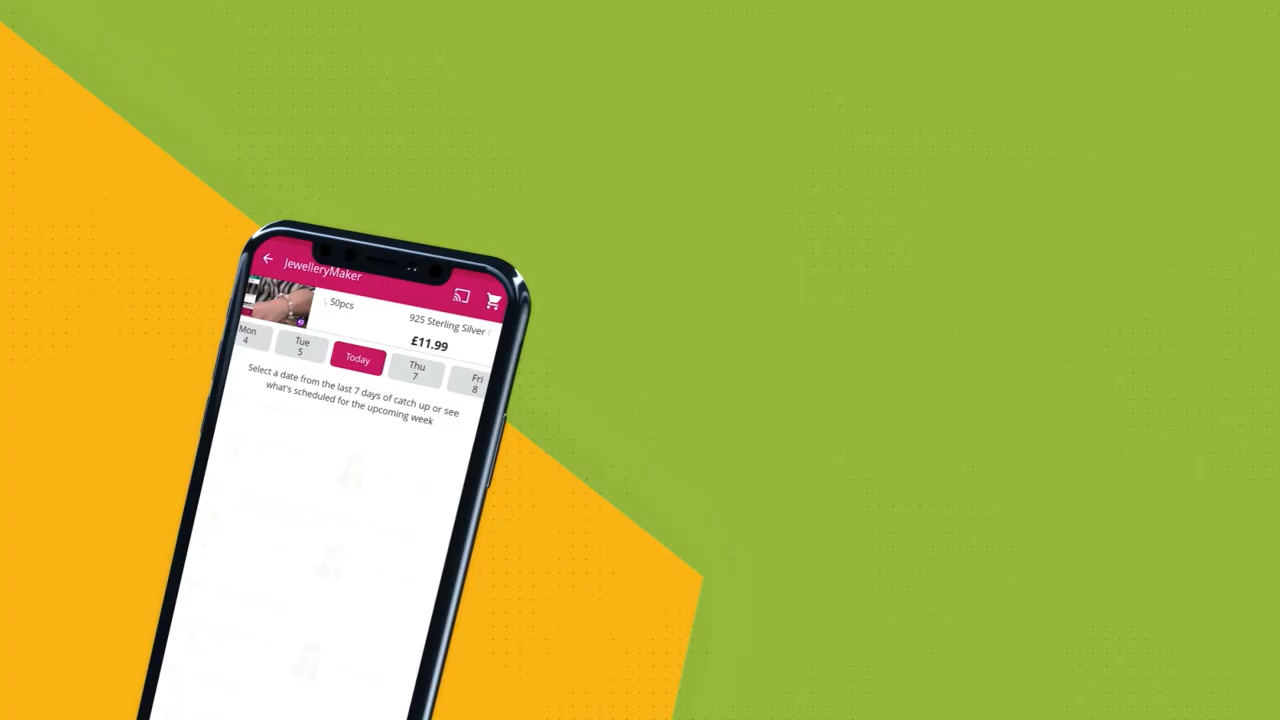 JewelleryMaker
50pcs
925 Sterling Silver
£11.99
Mon
4
Tue
5
Today
Thu
7
Fri
8
Select a date from the last 7 days of catch up or see
what's scheduled for the upcoming week